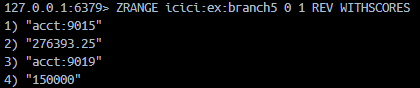 127.0.0.1:6379> ZRANGE icici:ex:branch5 0 1 REV WITHSCORES
1) "acct:9015"
2) "276393.25"
3) "acct:9019"
4) "150000"